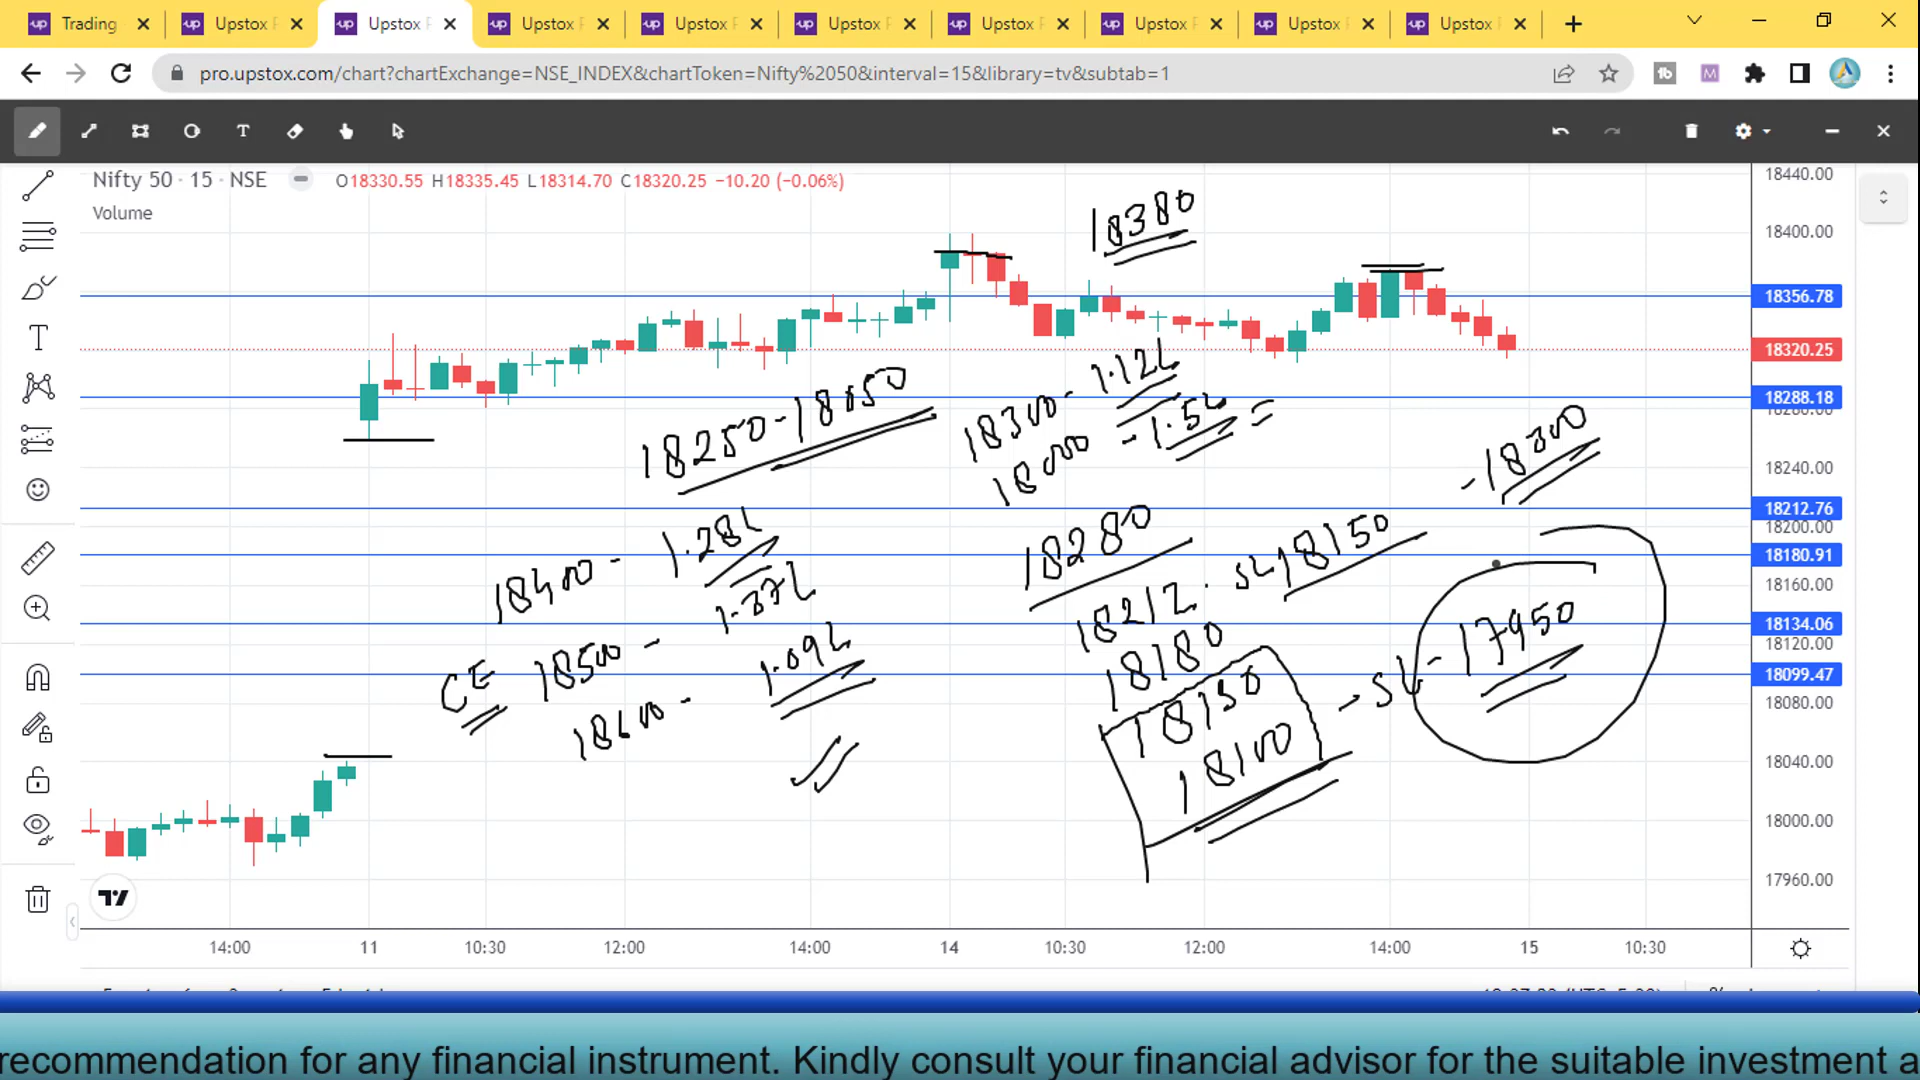 Trading
Upstox
Upstox
Upstox
Upstox
Upstox
Upstox
Upstox
Upstox
Upstox
pro.upstox.com/chart?chartExchange=NSE_INDEX&chartToken=Nifty%2050&interval=15&library=tv&subtab=1
Nifty 50 · 15 · NSE
O18330.55 H18335.45 L18314.70 C18320.25 −10.20 (−0.06%)
Volume
18440.00
18400.00
18356.78
18320.25
18288.18
18240.00
18212.76
18200.00
18180.91
18160.00
18134.06
18120.00
18099.47
18080.00
18040.00
18000.00
17960.00
18380
18300 - 1.12L
18000 - 1.5L =
- 18300
18400 - 1.28L
1.37L
CE 18500 -
18600 - 1.09L
18280
18212. SL 18150
18180
18130
18100
- SL - 17950
14:00
11
10:30
12:00
14:00
14
10:30
12:00
14:00
15
10:30
recommendation for any financial instrument. Kindly consult your financial advisor for the suitable investment a